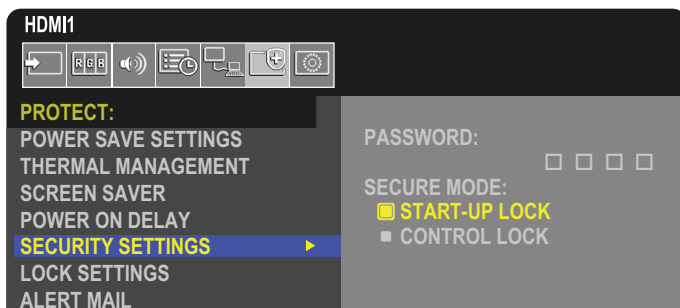 HDMI1
RGB
PROTECT:
POWER SAVE SETTINGS
THERMAL MANAGEMENT
SCREEN SAVER
POWER ON DELAY
SECURITY SETTINGS
LOCK SETTINGS
ALERT MAIL
PASSWORD:
SECURE MODE:
START-UP LOCK
CONTROL LOCK